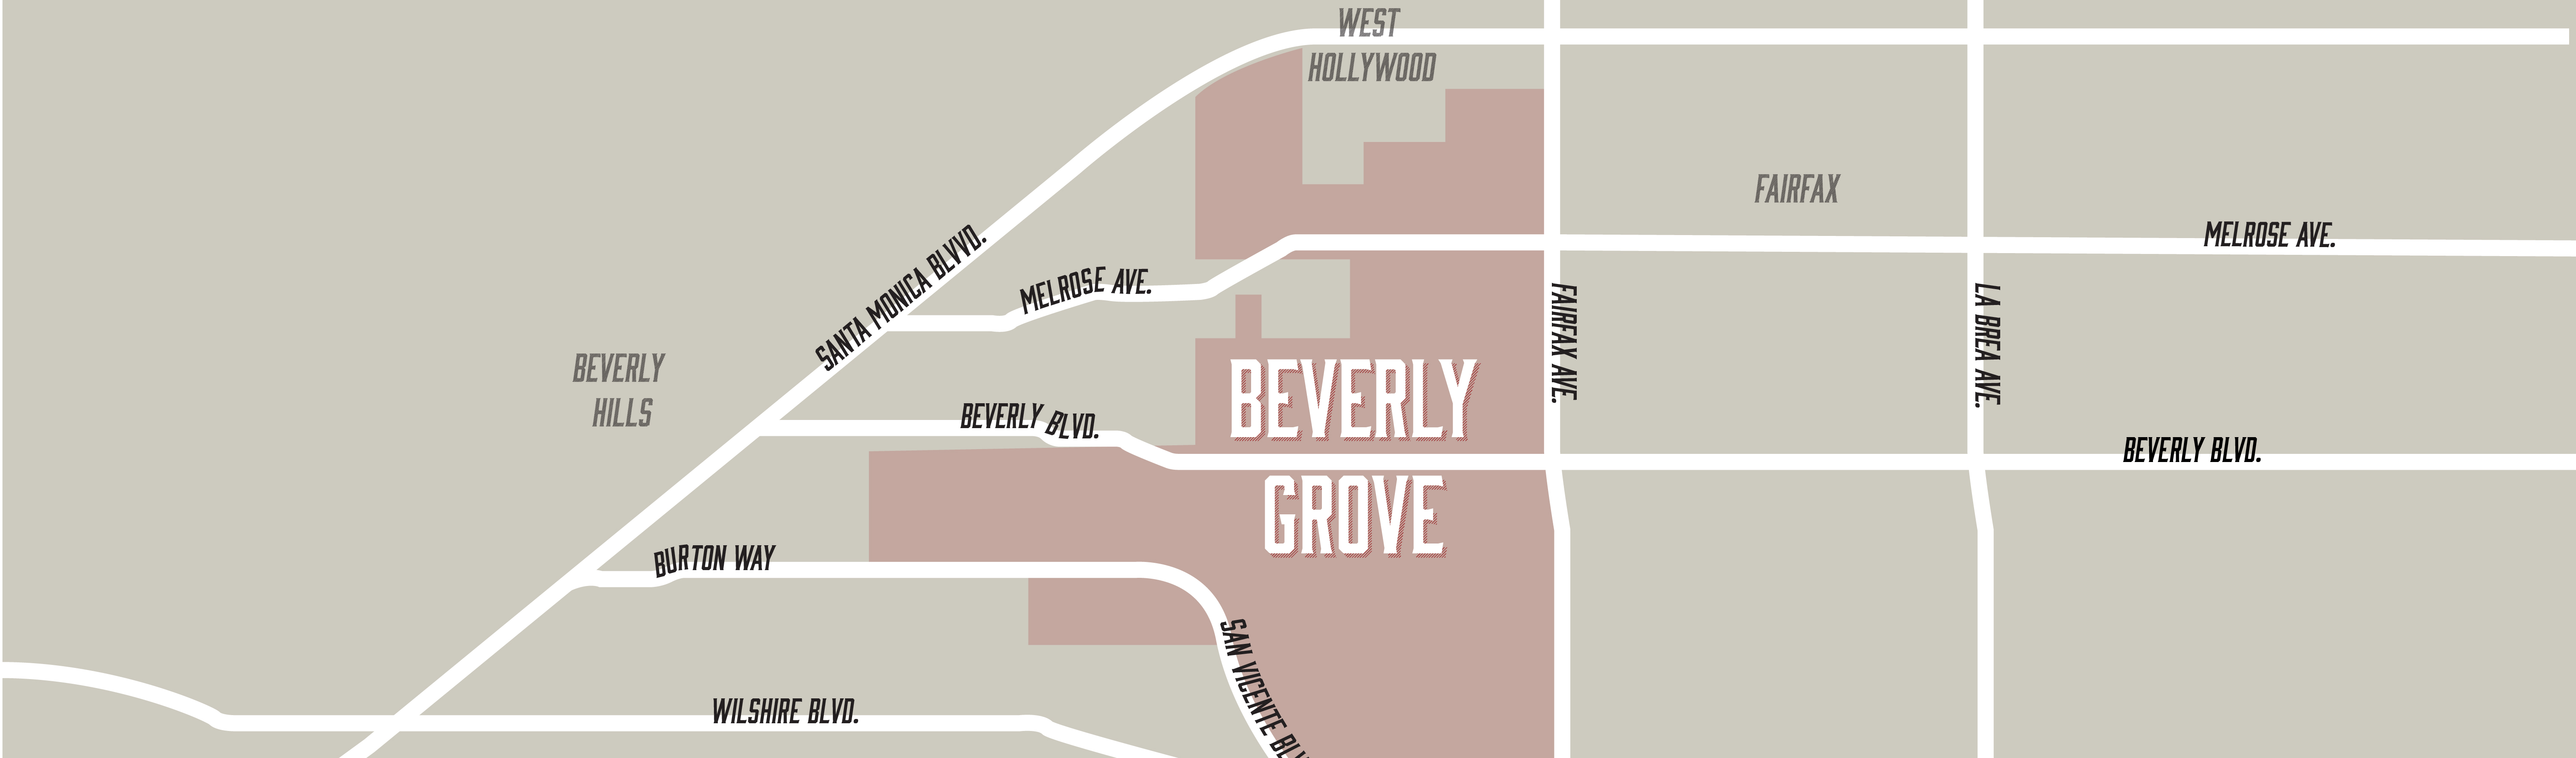 WEST
HOLLYWOOD
FAIRFAX
SANTA MONICA BLVVD.
MELROSE AVE.
MELROSE AVE.
FAIRFAX AVE.
LA BREA AVE.
BEVERLY
HILLS
BEVERLY
GROVE
BEVERLY BLVD.
BEVERLY BLVD.
BURTON WAY
SAN VICENTE
WILSHIRE BLVD.